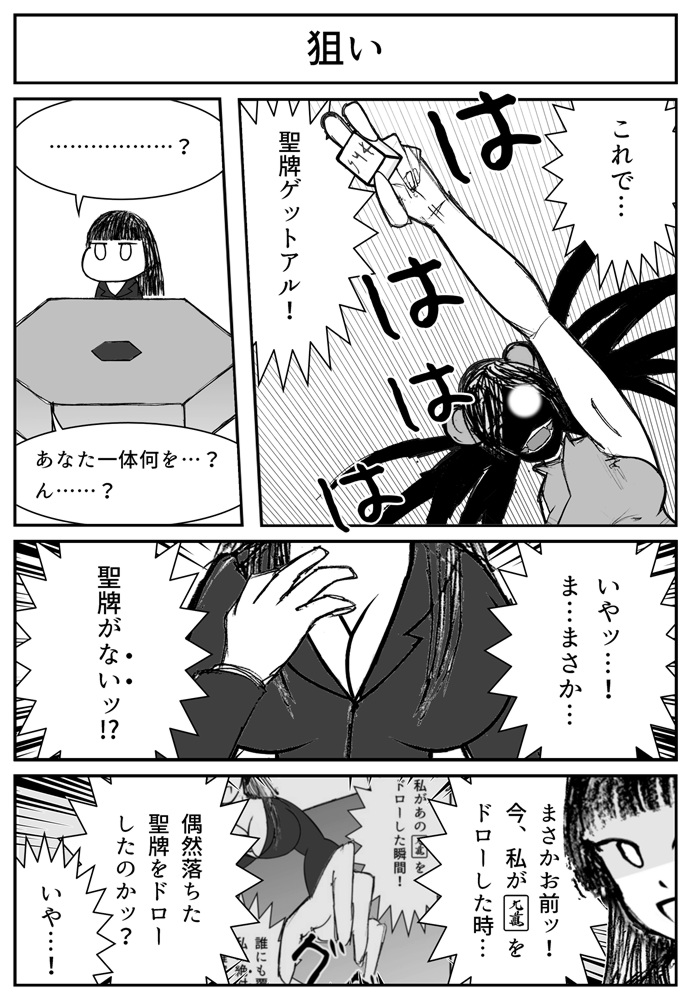 狙い
これで…
は
聖牌ゲットアル！
は
は
は
………………？
あなた一体何を…？
ん……？
いやッ…！
ま…まさか…
聖牌がないッ⁉
まさかお前ッ！
今、私が
を
ドローした時…
私があの
を
ドローした瞬間！
誰にも
私
偶然落ちた
聖牌をドロー
したのかッ？
いや…！